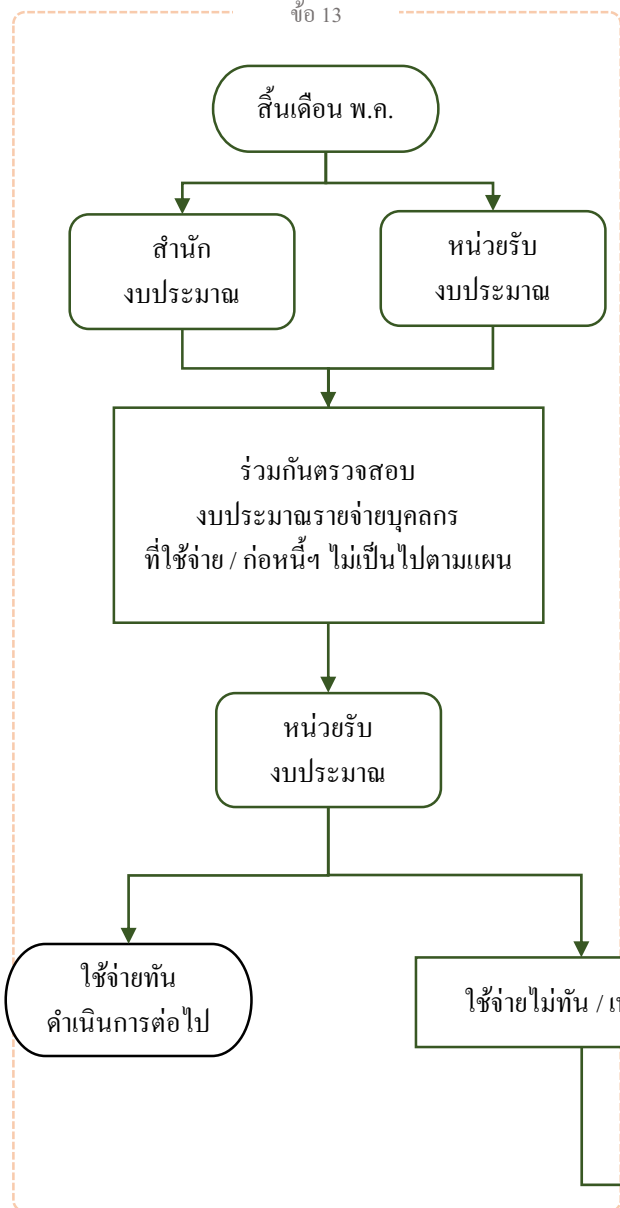 ข้อ 13
สิ้นเดือน พ.ค.
สำนัก
งบประมาณ
หน่วยรับ
งบประมาณ
ร่วมกันตรวจสอบ
งบประมาณรายจ่ายบุคลกร
ที่ใช้จ่าย / ก่อหนี้ฯ ไม่เป็นไปตามแผน
หน่วยรับ
งบประมาณ
ใช้จ่ายทัน
ดำเนินการต่อไป
ใช้จ่ายไม่ทัน /